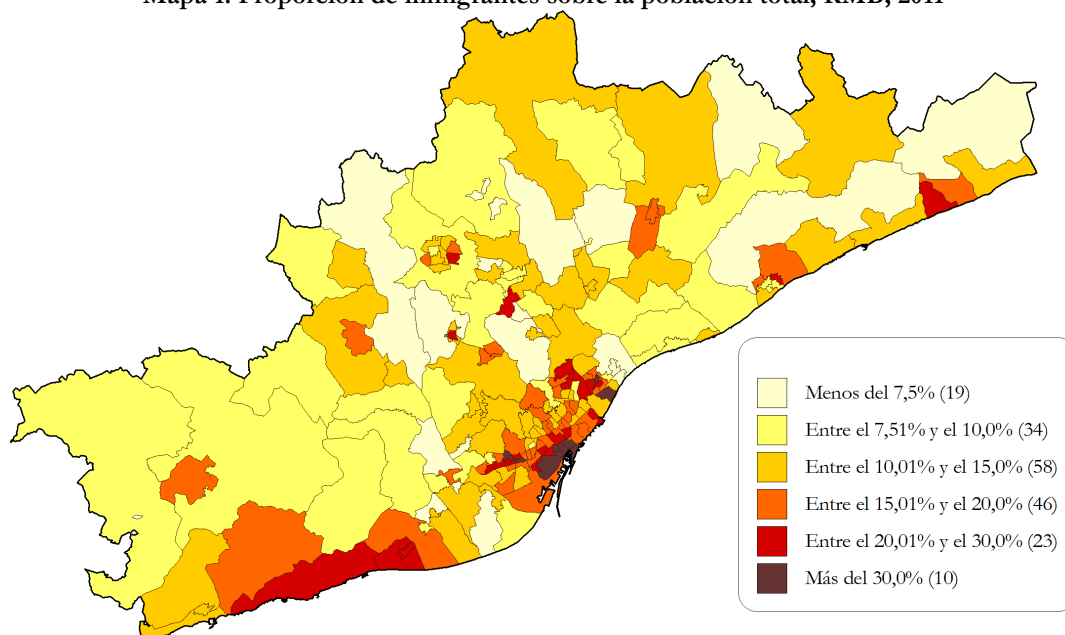 Mapa 1. Proporción de inmigrantes sobre la población total, RMB, 2011
Menos del 7,5% (19)
Entre el 7,51% y el 10,0% (34)
Entre el 10,01% y el 15,0% (58)
Entre el 15,01% y el 20,0% (46)
Entre el 20,01% y el 30,0% (23)
Más del 30,0% (10)